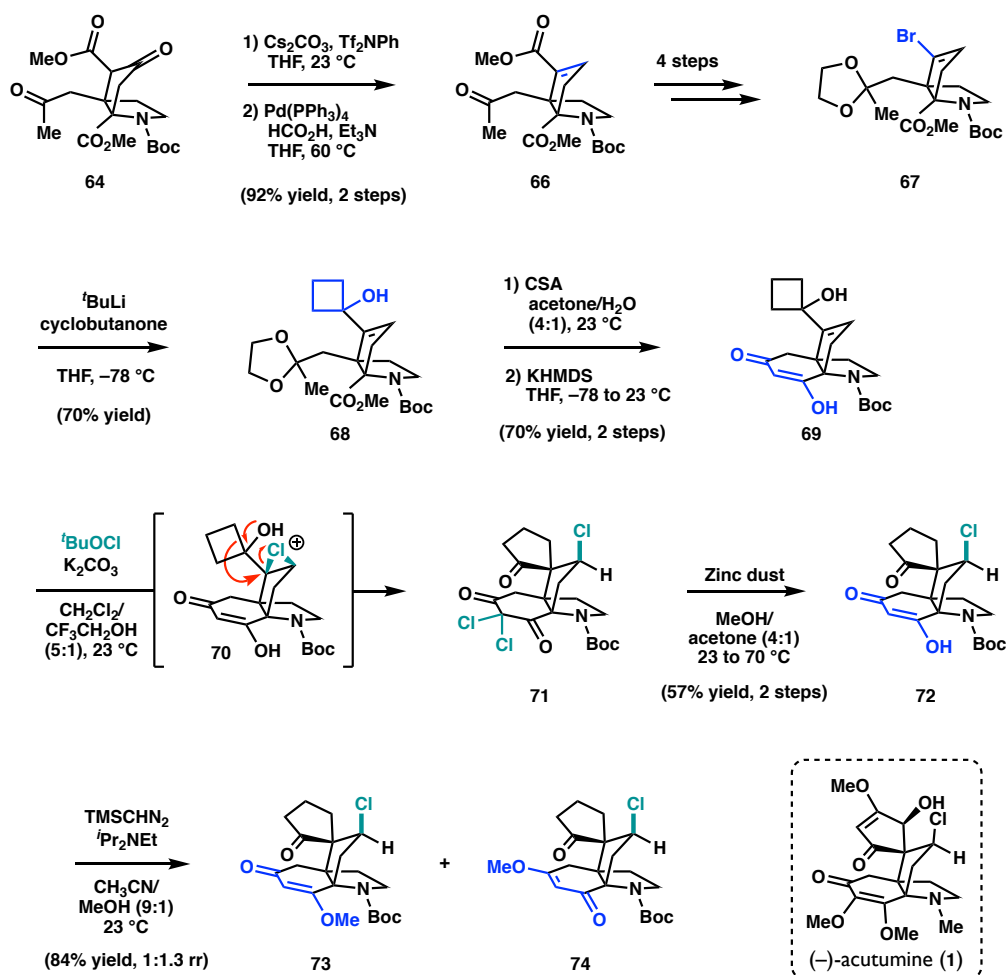 1) Cs₂CO₃, Tf₂NPh
THF, 23 °C
2) Pd(PPh₃)₄
HCO₂H, Et₃N
THF, 60 °C
(92% yield, 2 steps)
4 steps
O
MeO
O
O
Me
CO₂Me
N
Boc
64
O
MeO
O
Me
CO₂Me
N
Boc
66
Br
O
O
Me
MeO₂C
N
Boc
67
ᵗBuLi
cyclobutanone
THF, –78 °C
(70% yield)
OH
O
O
Me
CO₂Me
N
Boc
68
1) CSA
acetone/H₂O
(4:1), 23 °C
2) KHMDS
THF, –78 to 23 °C
(70% yield, 2 steps)
OH
O
OH
N
Boc
69
ᵗBuOCl
K₂CO₃
CH₂Cl₂/
CF₃CH₂OH
(5:1), 23 °C
OH
Cl
⊕
O
OH
N
Boc
70
Cl
H
O
O
Cl
Cl
O
N
Boc
71
Zinc dust
MeOH/
acetone (4:1)
23 to 70 °C
(57% yield, 2 steps)
Cl
H
O
O
OH
N
Boc
72
TMSCHN₂
ⁱPr₂NEt
CH₃CN/
MeOH (9:1)
23 °C
(84% yield, 1:1.3 rr)
Cl
H
O
O
OMe
N
Boc
73
+
Cl
H
O
MeO
O
N
Boc
74
MeO
OH
Cl
H
O
O
MeO
OMe
N
Me
(–)-acutumine (1)